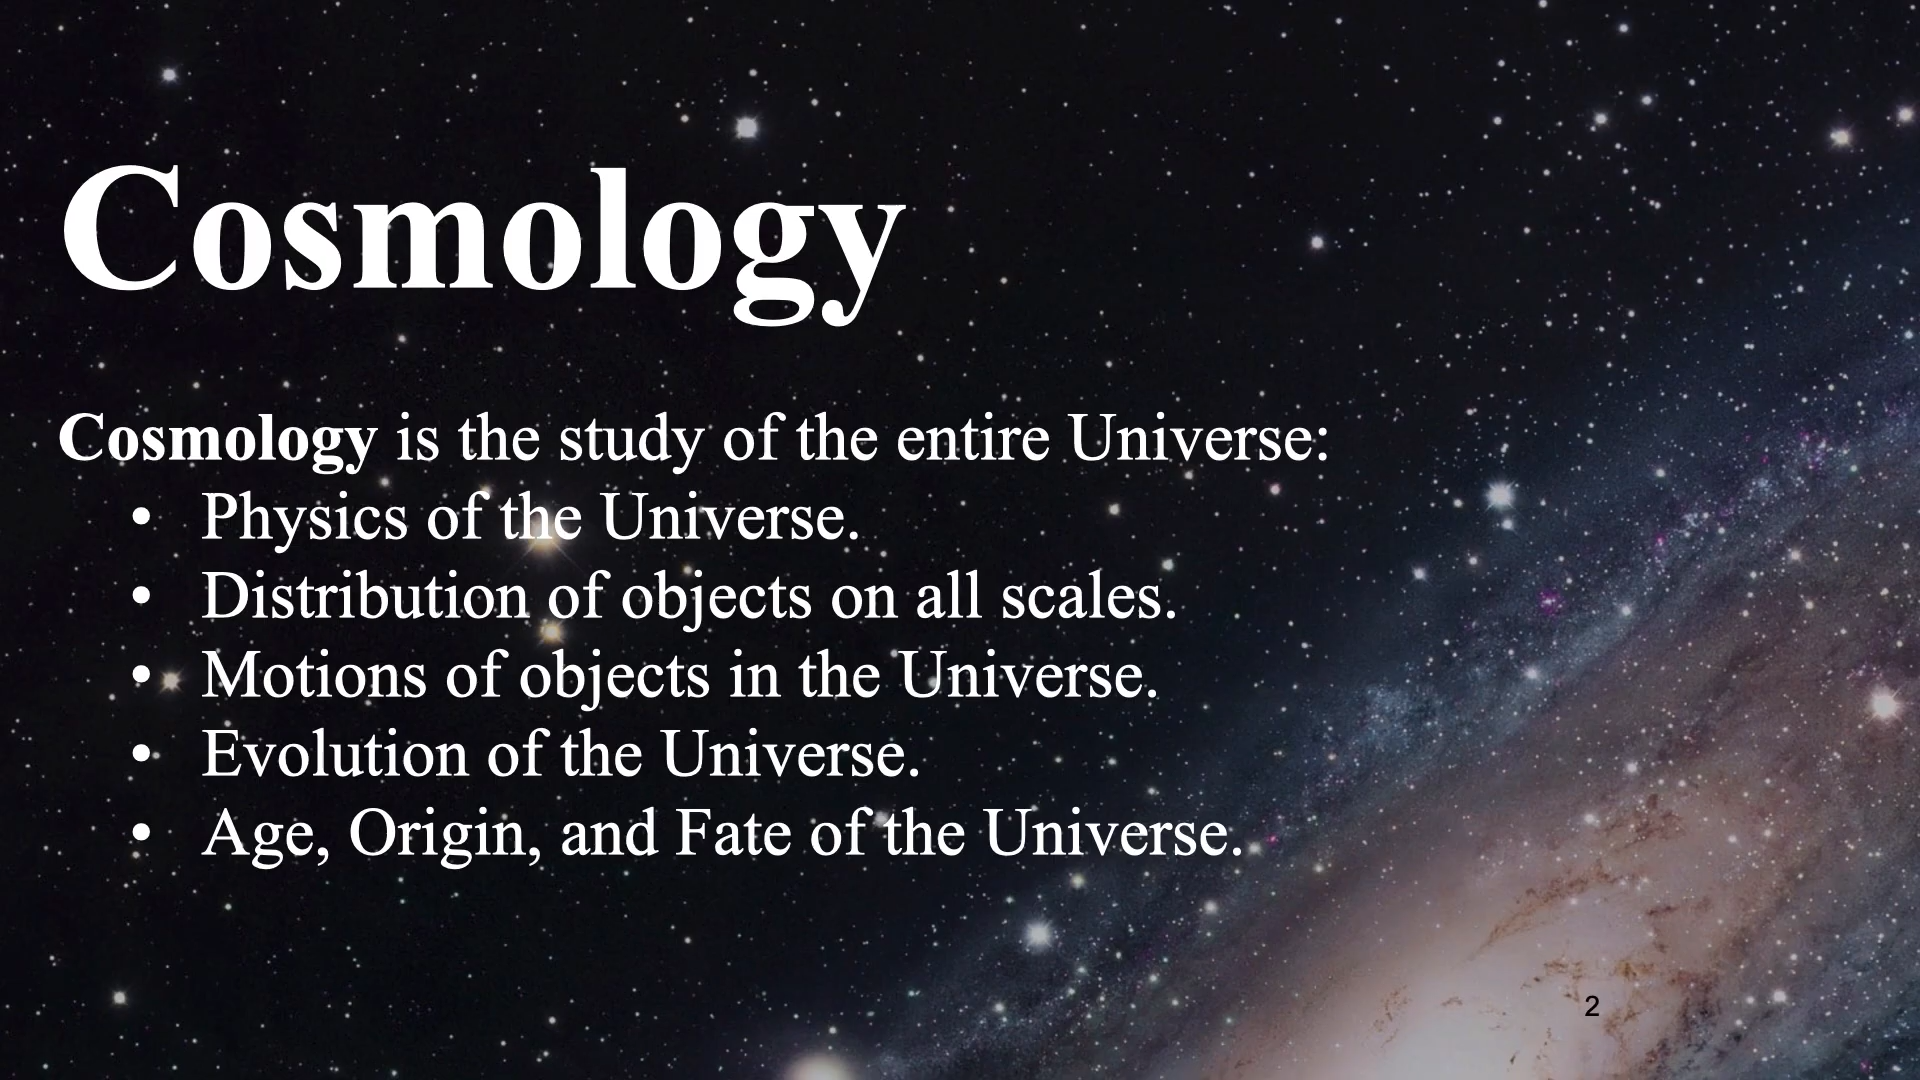 Cosmology
Cosmology is the study of the entire Universe:
• Physics of the Universe.
• Distribution of objects on all scales.
• Motions of objects in the Universe.
• Evolution of the Universe.
• Age, Origin, and Fate of the Universe.
2